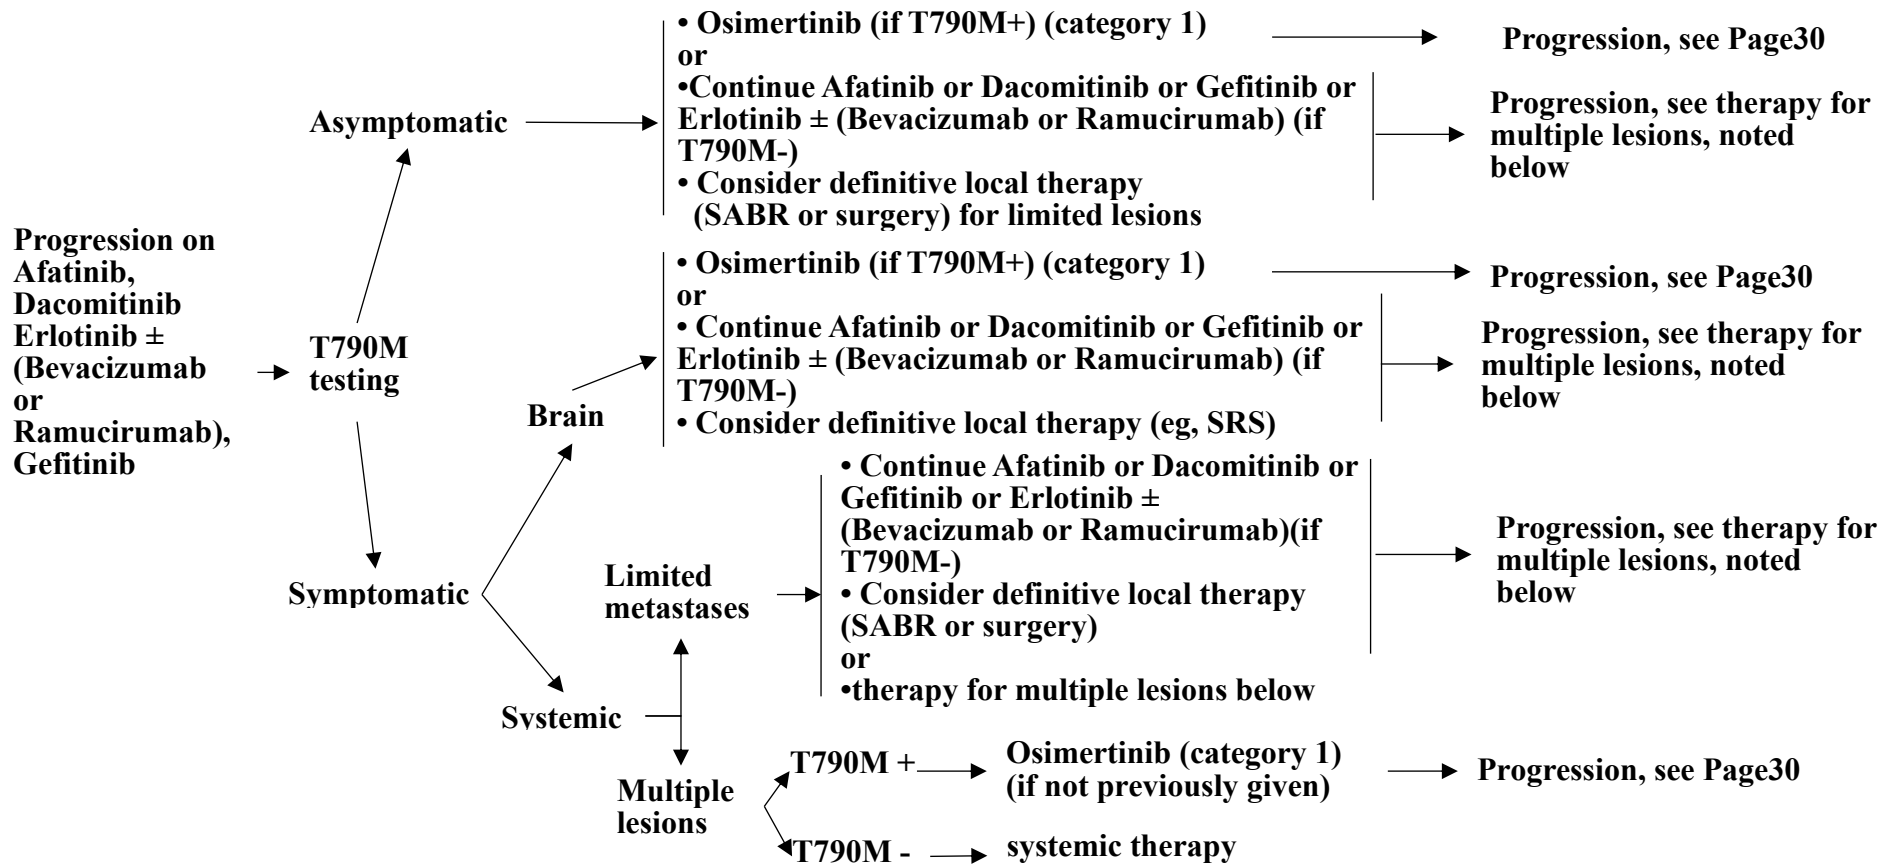 Progression on
Afatinib,
Dacomitinib
Erlotinib ±
(Bevacizumab
or
Ramucirumab),
Gefitinib
T790M
testing
Asymptomatic
• Osimertinib (if T790M+) (category 1)
or
•Continue Afatinib or Dacomitinib or Gefitinib or
Erlotinib ± (Bevacizumab or Ramucirumab) (if
T790M-)
• Consider definitive local therapy
(SABR or surgery) for limited lesions
Progression, see Page30
Progression, see therapy for
multiple lesions, noted
below
Symptomatic
Brain
• Osimertinib (if T790M+) (category 1)
or
• Continue Afatinib or Dacomitinib or Gefitinib or
Erlotinib ± (Bevacizumab or Ramucirumab) (if
T790M-)
• Consider definitive local therapy (eg, SRS)
Progression, see Page30
Progression, see therapy for
multiple lesions, noted
below
Systemic
Limited
metastases
• Continue Afatinib or Dacomitinib or
Gefitinib or Erlotinib ±
(Bevacizumab or Ramucirumab)(if
T790M-)
• Consider definitive local therapy
(SABR or surgery)
or
•therapy for multiple lesions below
Progression, see therapy for
multiple lesions, noted
below
Multiple
lesions
T790M +
Osimertinib (category 1)
(if not previously given)
Progression, see Page30
T790M -
systemic therapy